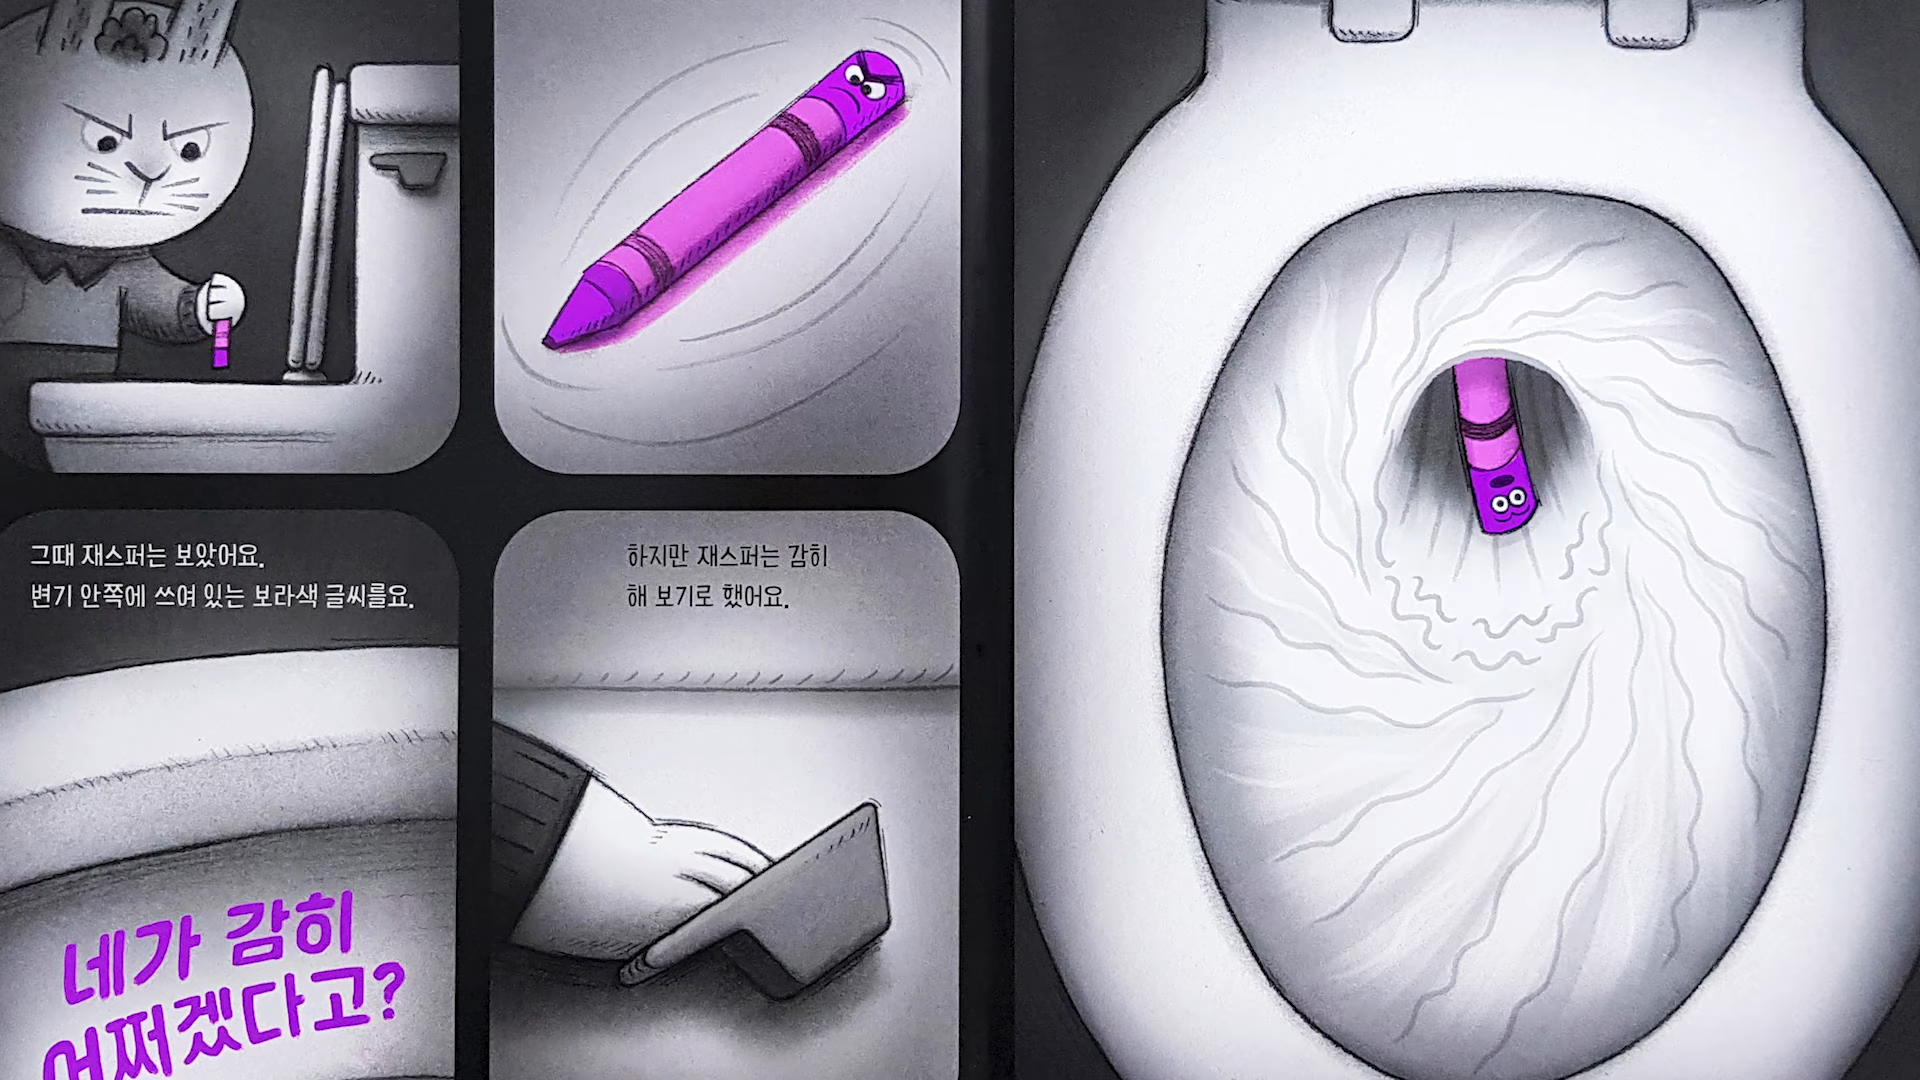 그때 재스퍼는 보았어요.
변기 안쪽에 쓰여 있는 보라색 글씨를요.
네가 감히
어쩌겠다고?
하지만 재스퍼는 감히
해 보기로 했어요.